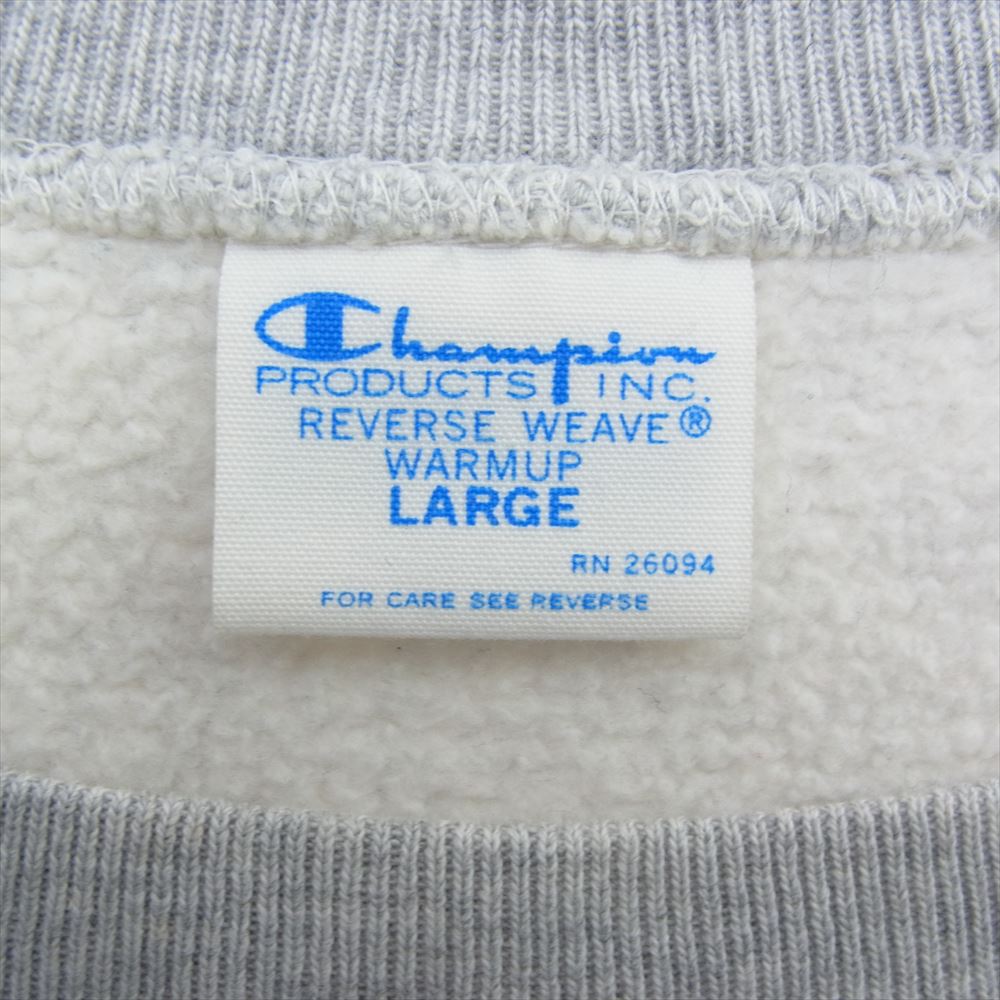 Champion
PRODUCTS INC.
REVERSE WEAVE®
WARMUP
LARGE
RN 26094
FOR CARE SEE REVERSE